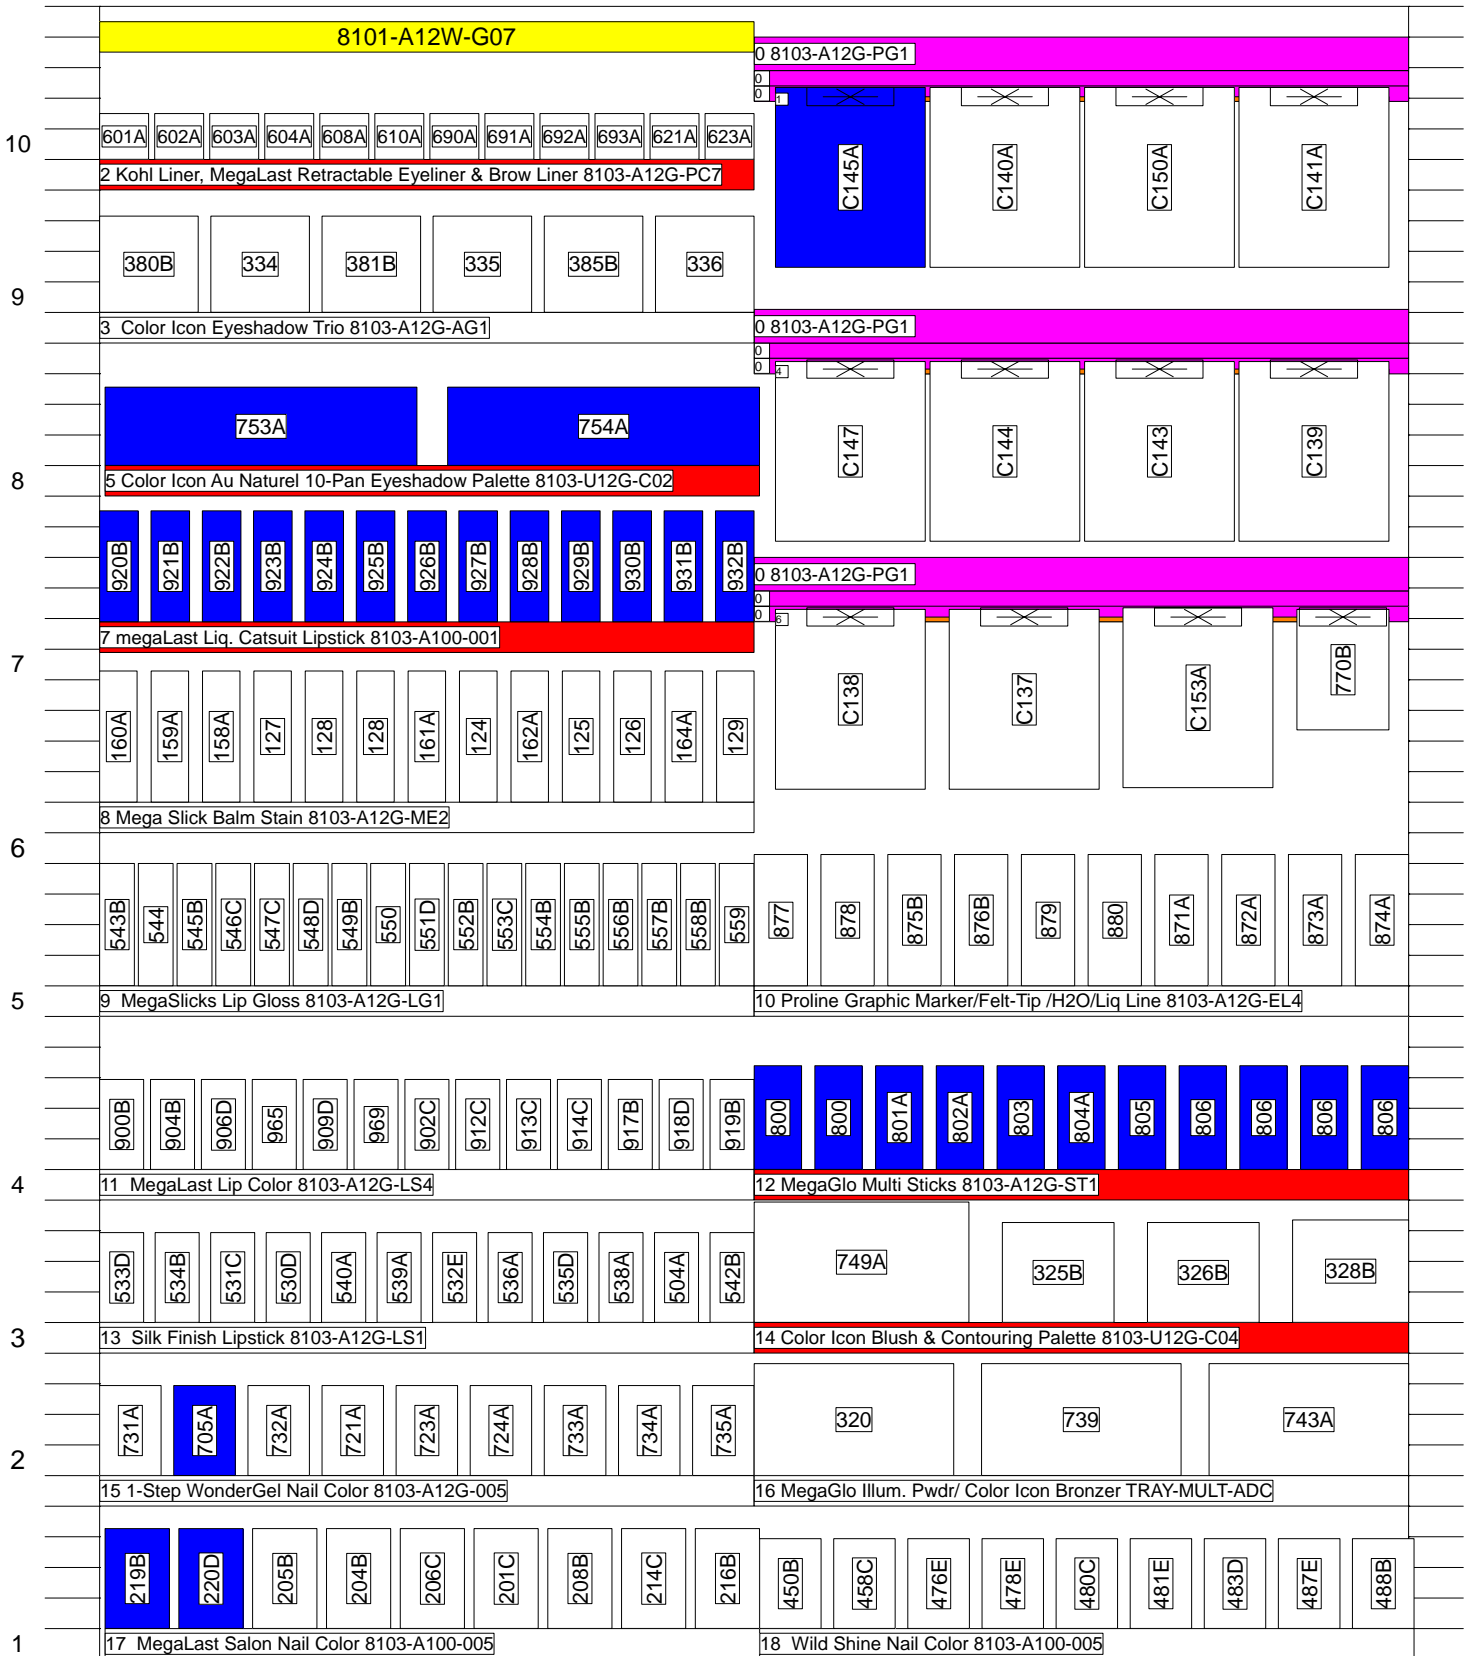 8101-A12W-G07
0 8103-A12G-PG1
0
0
1
C145A C140A C150A C141A
10
601A 602A 603A 604A 608A 610A 690A 691A 692A 693A 621A 623A
2 Kohl Liner, MegaLast Retractable Eyeliner & Brow Liner 8103-A12G-PC7
380B 334 381B 335 385B 336
9
3 Color Icon Eyeshadow Trio 8103-A12G-AG1
0 8103-A12G-PG1
0
0
4
C147 C144 C143 C139
753A 754A
8
5 Color Icon Au Naturel 10-Pan Eyeshadow Palette 8103-U12G-C02
920B 921B 922B 923B 924B 925B 926B 927B 928B 929B 930B 931B 932B
7 megaLast Liq. Catsuit Lipstick 8103-A100-001
0 8103-A12G-PG1
0
0
6
C138 C137 C153A 770B
7
160A 159A 158A 127 128 128 161A 124 162A 125 126 164A 129
8 Mega Slick Balm Stain 8103-A12G-ME2
6
543B 544 545B 546C 547C 548D 549B 550 551D 552B 553C 554B 555B 556B 557B 558B 559
877 878 875B 876B 879 880 871A 872A 873A 874A
5
9 MegaSlicks Lip Gloss 8103-A12G-LG1
10 Proline Graphic Marker/Felt-Tip /H2O/Liq Line 8103-A12G-EL4
900B 904B 906D 965 909D 969 902C 912C 913C 914C 917B 918D 919B
800 800 801A 802A 803 804A 805 806 806 806 806
4
11 MegaLast Lip Color 8103-A12G-LS4
12 MegaGlo Multi Sticks 8103-A12G-ST1
533D 534B 531C 530D 540A 539A 532E 536A 535D 538A 504A 542B
749A 325B 326B 328B
3
13 Silk Finish Lipstick 8103-A12G-LS1
14 Color Icon Blush & Contouring Palette 8103-U12G-C04
731A 705A 732A 721A 723A 724A 733A 734A 735A
320 739 743A
2
15 1-Step WonderGel Nail Color 8103-A12G-005
16 MegaGlo Illum. Pwdr/ Color Icon Bronzer TRAY-MULT-ADC
219B 220D 205B 204B 206C 201C 208B 214C 216B
450B 458C 476E 478E 480C 481E 483D 487E 488B
1
17 MegaLast Salon Nail Color 8103-A100-005
18 Wild Shine Nail Color 8103-A100-005